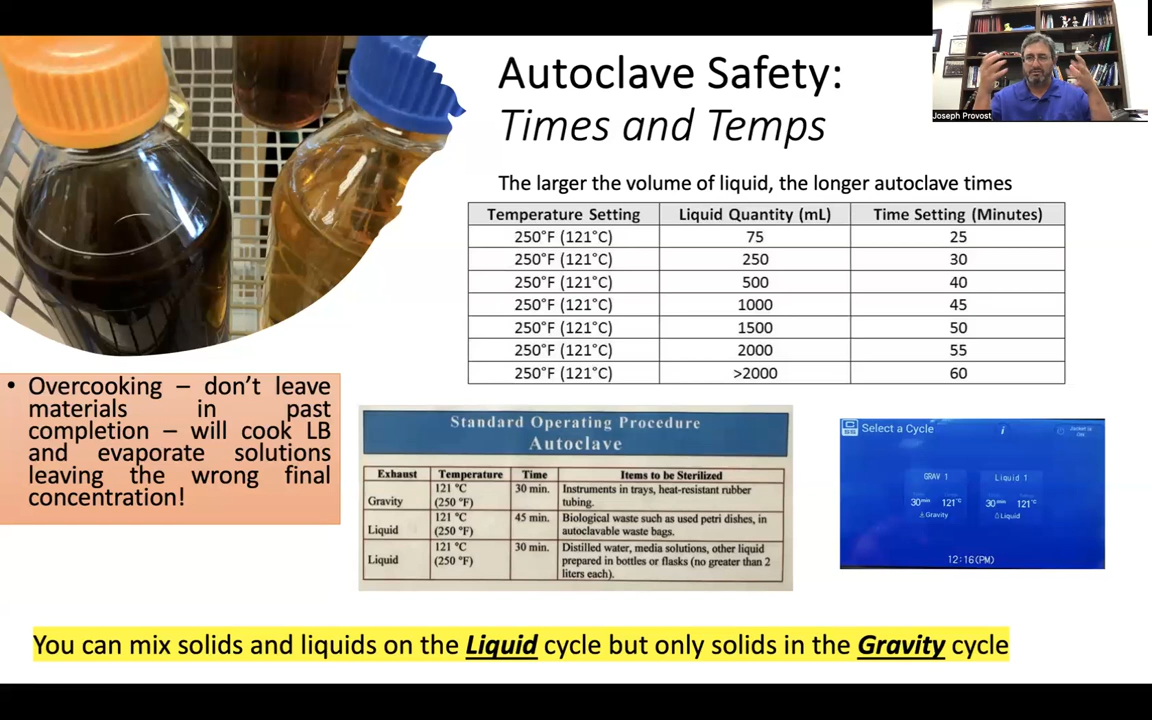 Autoclave Safety:
Times and Temps
Joseph Provost
The larger the volume of liquid, the longer autoclave times
Temperature Setting Liquid Quantity (mL) Time Setting (Minutes)
250°F (121°C) 75 25
250°F (121°C) 250 30
250°F (121°C) 500 40
250°F (121°C) 1000 45
250°F (121°C) 1500 50
250°F (121°C) 2000 55
250°F (121°C) >2000 60
• Overcooking – don't leave
materials in past
completion – will cook LB
and evaporate solutions
leaving the wrong final
concentration!
Standard Operating Procedure
Autoclave
Exhaust Temperature Time Items to be Sterilized
Gravity 121 °C (250 °F) 30 min. Instruments in trays, heat-resistant rubber
tubing.
Liquid 121 °C (250 °F) 45 min. Biological waste such as used petri dishes, in
autoclavable waste bags.
Liquid 121 °C (250 °F) 30 min. Distilled water, media solutions, other liquid
prepared in bottles or flasks (no greater than 2
liters each).
Select a Cycle
GRAV 1 Liquid 1
30min 121°C 30min 121°C
Gravity Liquid
12:16(PM)
You can mix solids and liquids on the Liquid cycle but only solids in the Gravity cycle